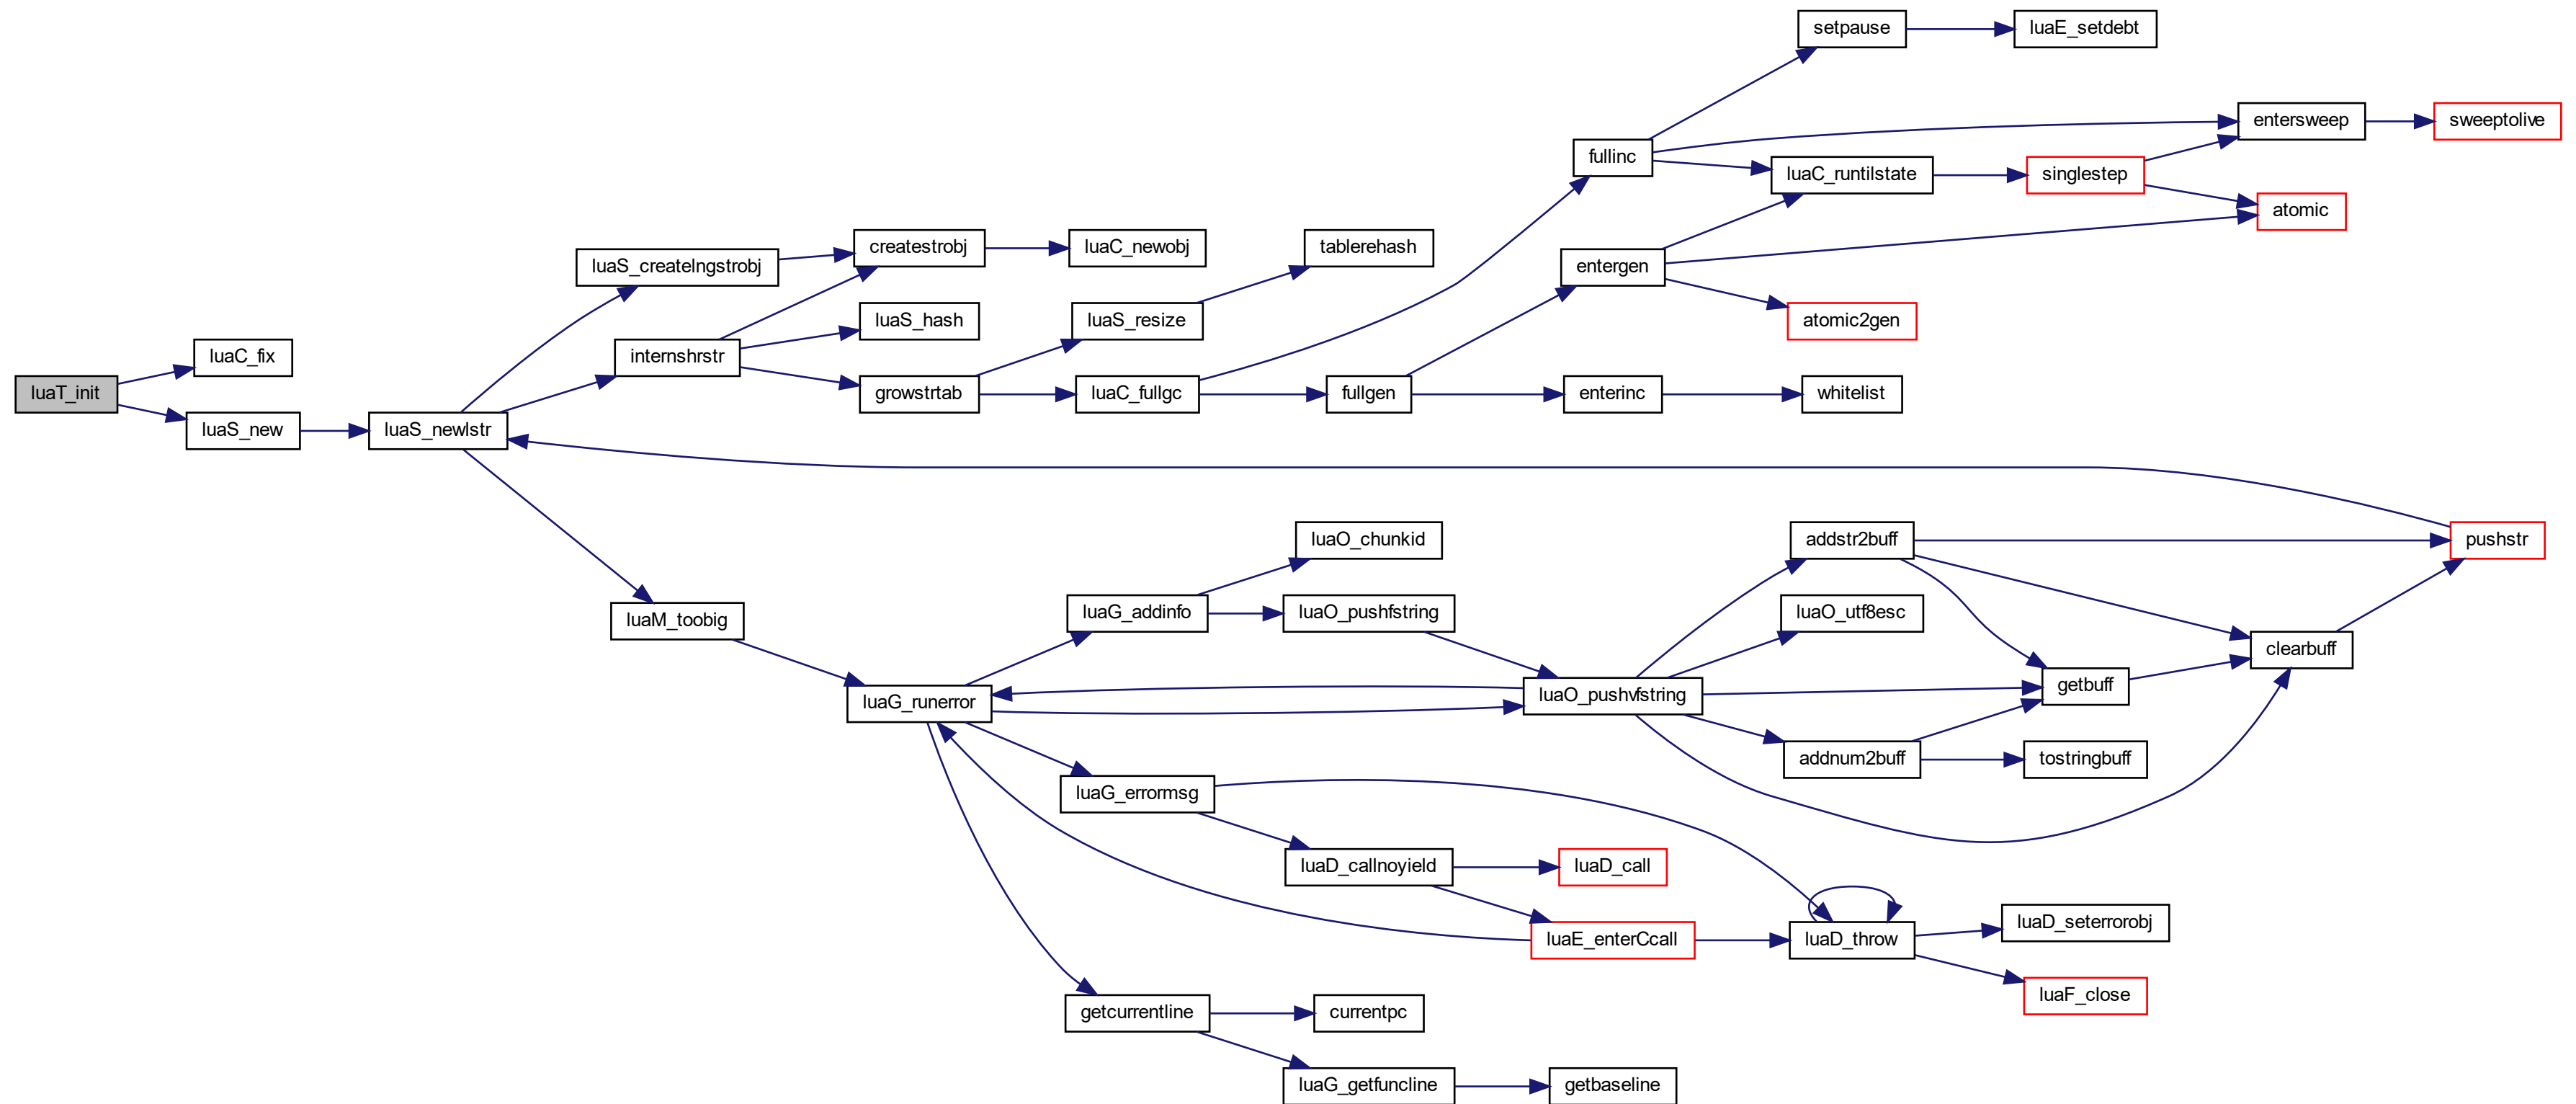 setpause
luaE_setdebt
entersweep
sweeptolive
fullinc
luaC_runtilstate
singlestep
atomic
createstrobj
luaC_newobj
tablerehash
luaS_createlngstrobj
entergen
luaS_hash
luaS_resize
atomic2gen
luaC_fix
internshrstr
luaT_init
growstrtab
luaC_fullgc
fullgen
enterinc
whitelist
luaS_new
luaS_newlstr
luaO_chunkid
addstr2buff
pushstr
luaM_toobig
luaG_addinfo
luaO_pushfstring
luaO_utf8esc
clearbuff
luaG_runerror
luaO_pushvfstring
getbuff
addnum2buff
tostringbuff
luaG_errormsg
luaD_callnoyield
luaD_call
luaE_enterCcall
luaD_throw
luaD_seterrorobj
luaF_close
getcurrentline
currentpc
luaG_getfuncline
getbaseline